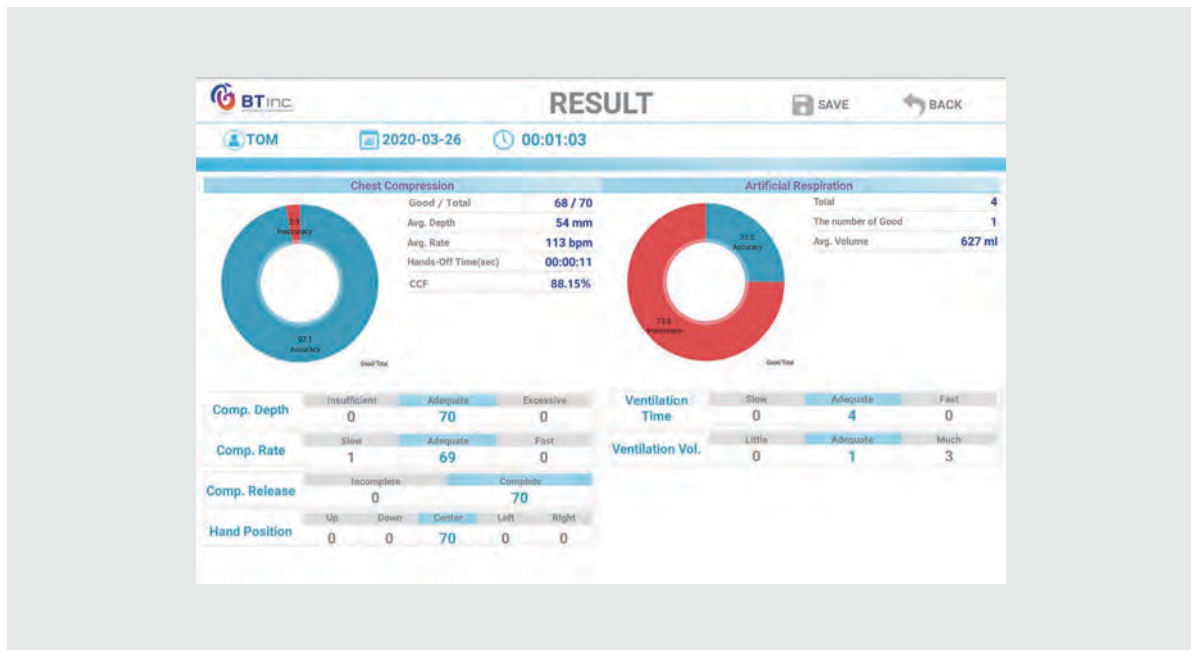 BT inc.
RESULT
SAVE
BACK
TOM
2020-03-26
00:01:03
Chest Compression
Good / Total 68 / 70
Avg. Depth 54 mm
Avg. Rate 113 bpm
Hands-Off Time(sec) 00:00:11
CCF 88.15%
Inaccuracy
97.1
Accuracy
Good/Total
Artificial Respiration
Total 4
The number of Good 1
Avg. Volume 627 ml
Accuracy
Inaccuracy
Good/Total
Comp. Depth
Insufficient Adequate Excessive
0 70 0
Comp. Rate
Slow Adequate Fast
1 69 0
Comp. Release
Incomplete Complete
0 70
Hand Position
Up Down Center Left Right
0 0 70 0 0
Ventilation
Time
Slow Adequate Fast
0 4 0
Ventilation Vol.
Little Adequate Much
0 1 3